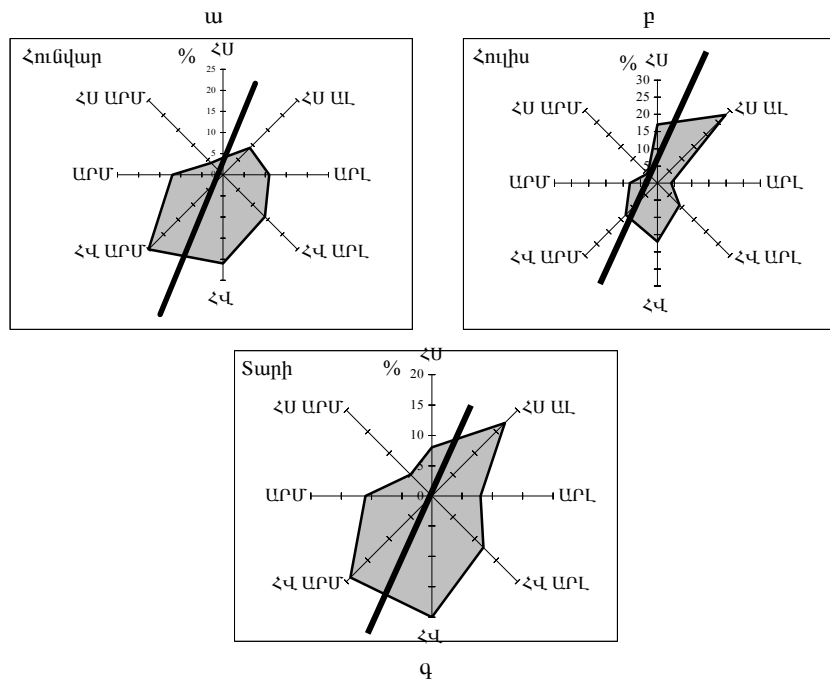 ա
Հունվար
%
ՀՍ
25
20
15
10
5
0
ՀՍ ԱՐՄ
ՀՍ ԱԼ
ԱՐՄ
ԱՐԼ
ՀՎ ԱՐՄ
ՀՎ ԱՐԼ
ՀՎ
բ
Հուլիս
%
ՀՍ
30
25
20
15
10
5
0
ՀՍ ԱՐՄ
ՀՍ ԱԼ
ԱՐՄ
ԱՐԼ
ՀՎ ԱՐՄ
ՀՎ ԱՐԼ
ՀՎ
Տարի
%
ՀՍ
20
15
10
5
0
ՀՍ ԱՐՄ
ՀՍ ԱԼ
ԱՐՄ
ԱՐԼ
ՀՎ ԱՐՄ
ՀՎ ԱՐԼ
ՀՎ
գ